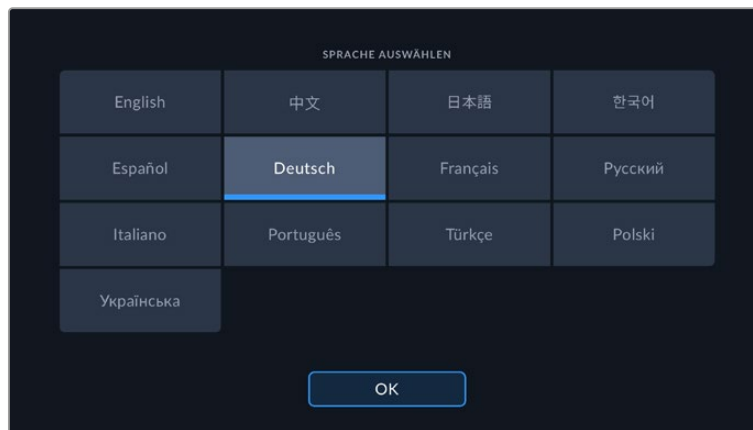 SPRACHE AUSWÄHLEN
English 中文 日本語 한국어
Español Deutsch Français Русский
Italiano Português Türkçe Polski
Українська
OK